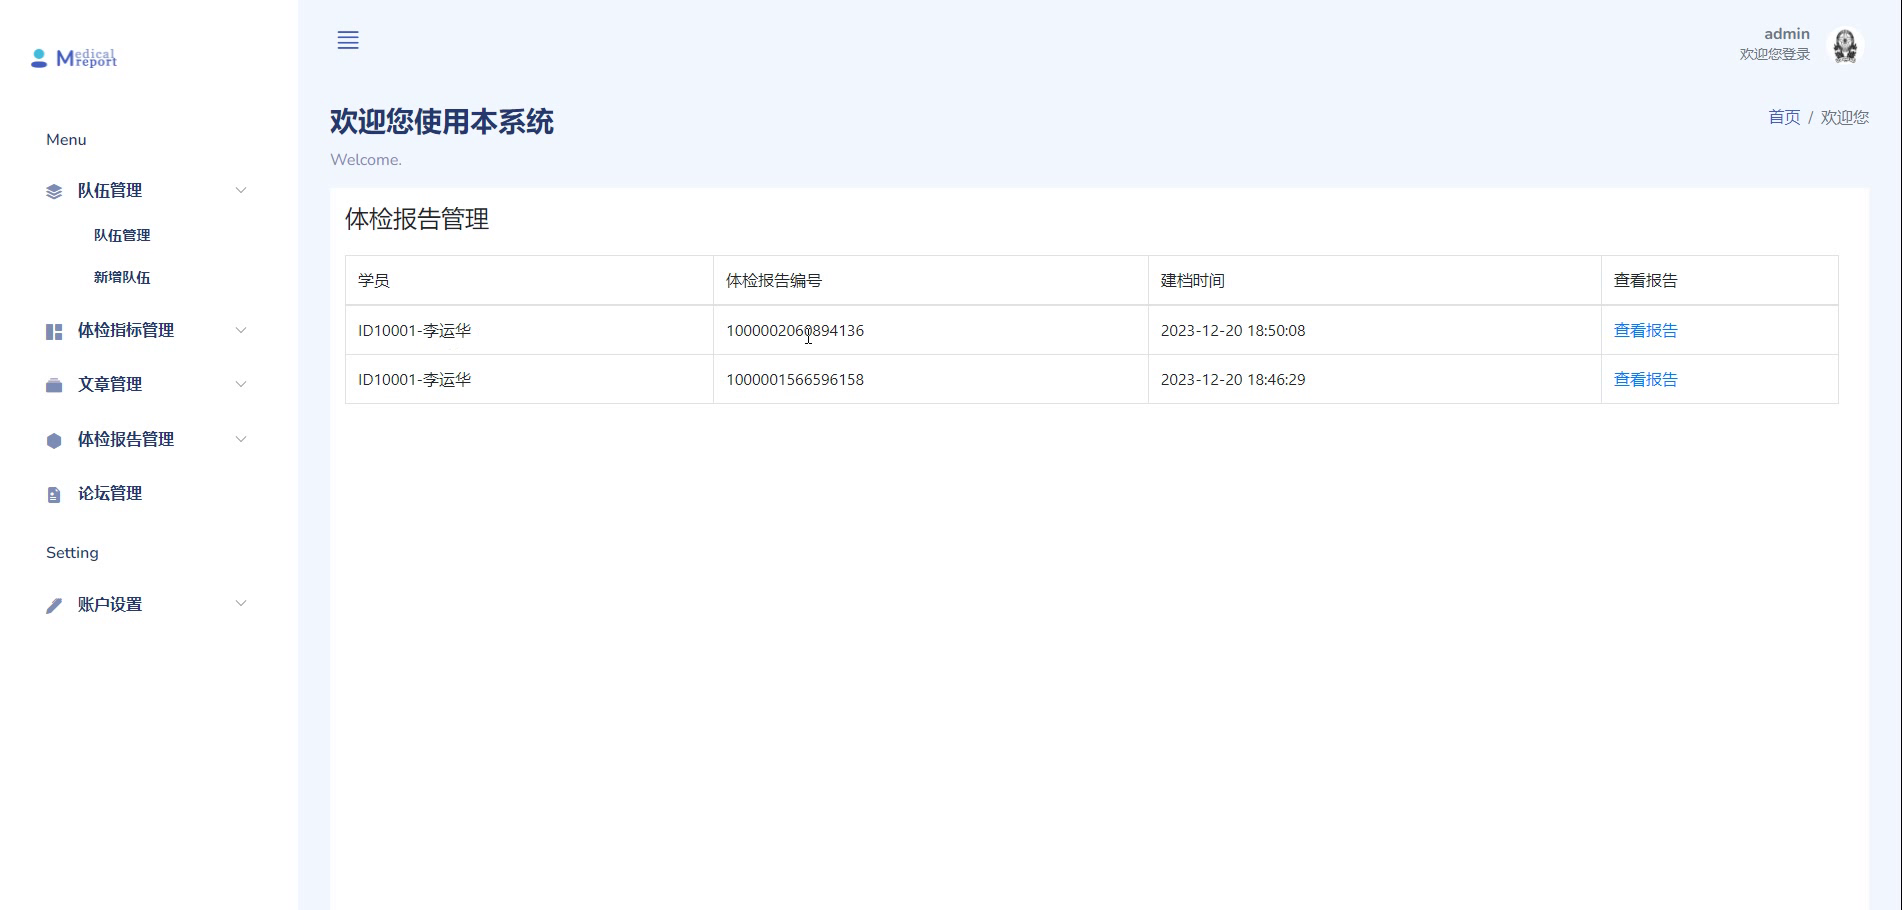 Medical
report
Menu
队伍管理
队伍管理
新增队伍
体检指标管理
文章管理
体检报告管理
论坛管理
Setting
账户设置
admin
欢迎您登录
欢迎您使用本系统
Welcome.
首页 / 欢迎您
体检报告管理
学员 体检报告编号 建档时间 查看报告
ID10001-李运华 1000002060894136 2023-12-20 18:50:08 查看报告
ID10001-李运华 1000001566596158 2023-12-20 18:46:29 查看报告